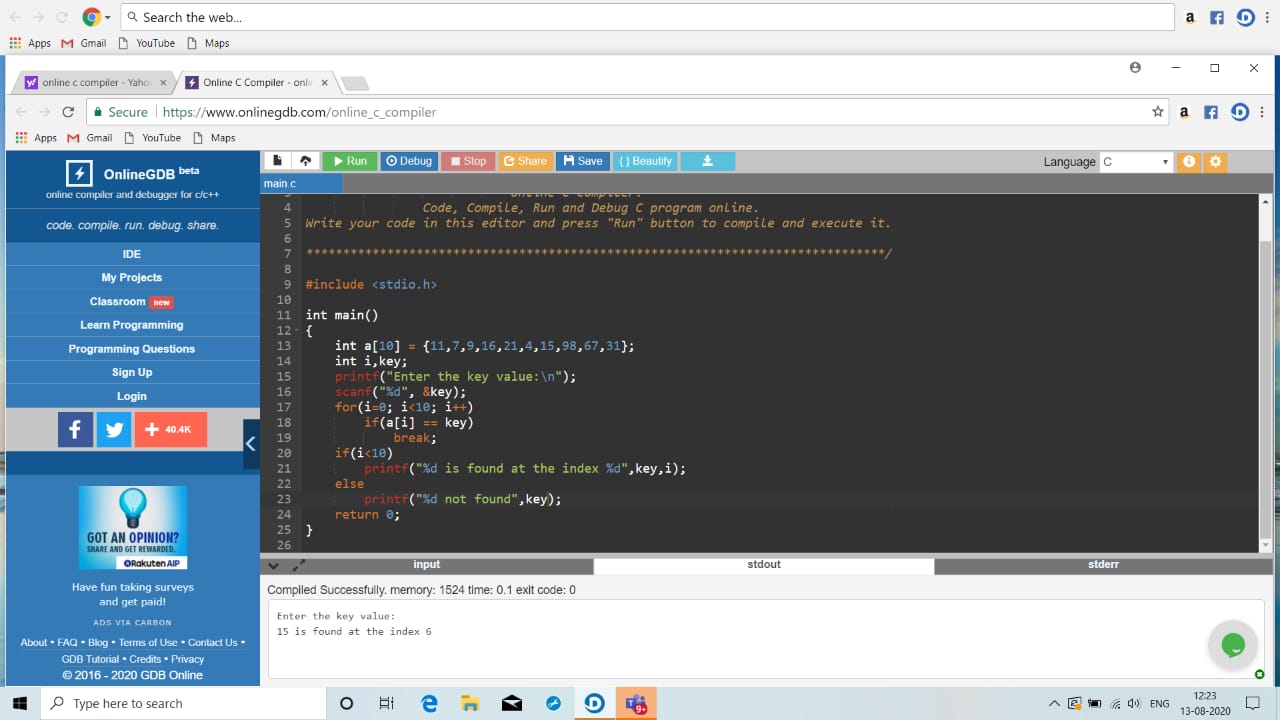 Search the web...
Apps Gmail YouTube Maps
online c compiler - Yaho × Online C Compiler - onli ×
Secure https://www.onlinegdb.com/online_c_compiler
Apps Gmail YouTube Maps
OnlineGDB beta
online compiler and debugger for c/c++
code. compile. run. debug. share.
IDE
My Projects
Classroom new
Learn Programming
Programming Questions
Sign Up
Login
40.4K
GOT AN OPINION?
SHARE AND GET REWARDED.
Rakuten AIP
Have fun taking surveys
and get paid!
ADS VIA CARBON
About • FAQ • Blog • Terms of Use • Contact Us •
GDB Tutorial • Credits • Privacy
© 2016 - 2020 GDB Online
Run Debug Stop Share Save { } Beautify
Language C
main.c
3 Online C Compiler.
4 Code, Compile, Run and Debug C program online.
5 Write your code in this editor and press "Run" button to compile and execute it.
6
7 *******************************************************************************/
8
9 #include <stdio.h>
10
11 int main()
12 {
13 int a[10] = {11,7,9,16,21,4,15,98,67,31};
14 int i,key;
15 printf("Enter the key value:\n");
16 scanf("%d", &key);
17 for(i=0; i<10; i++)
18 if(a[i] == key)
19 break;
20 if(i<10)
21 printf("%d is found at the index %d",key,i);
22 else
23 printf("%d not found",key);
24 return 0;
25 }
26
input stdout stderr
Compiled Successfully. memory: 1524 time: 0.1 exit code: 0
Enter the key value:
15 is found at the index 6
Type here to search
9+
ENG
12:23
13-08-2020